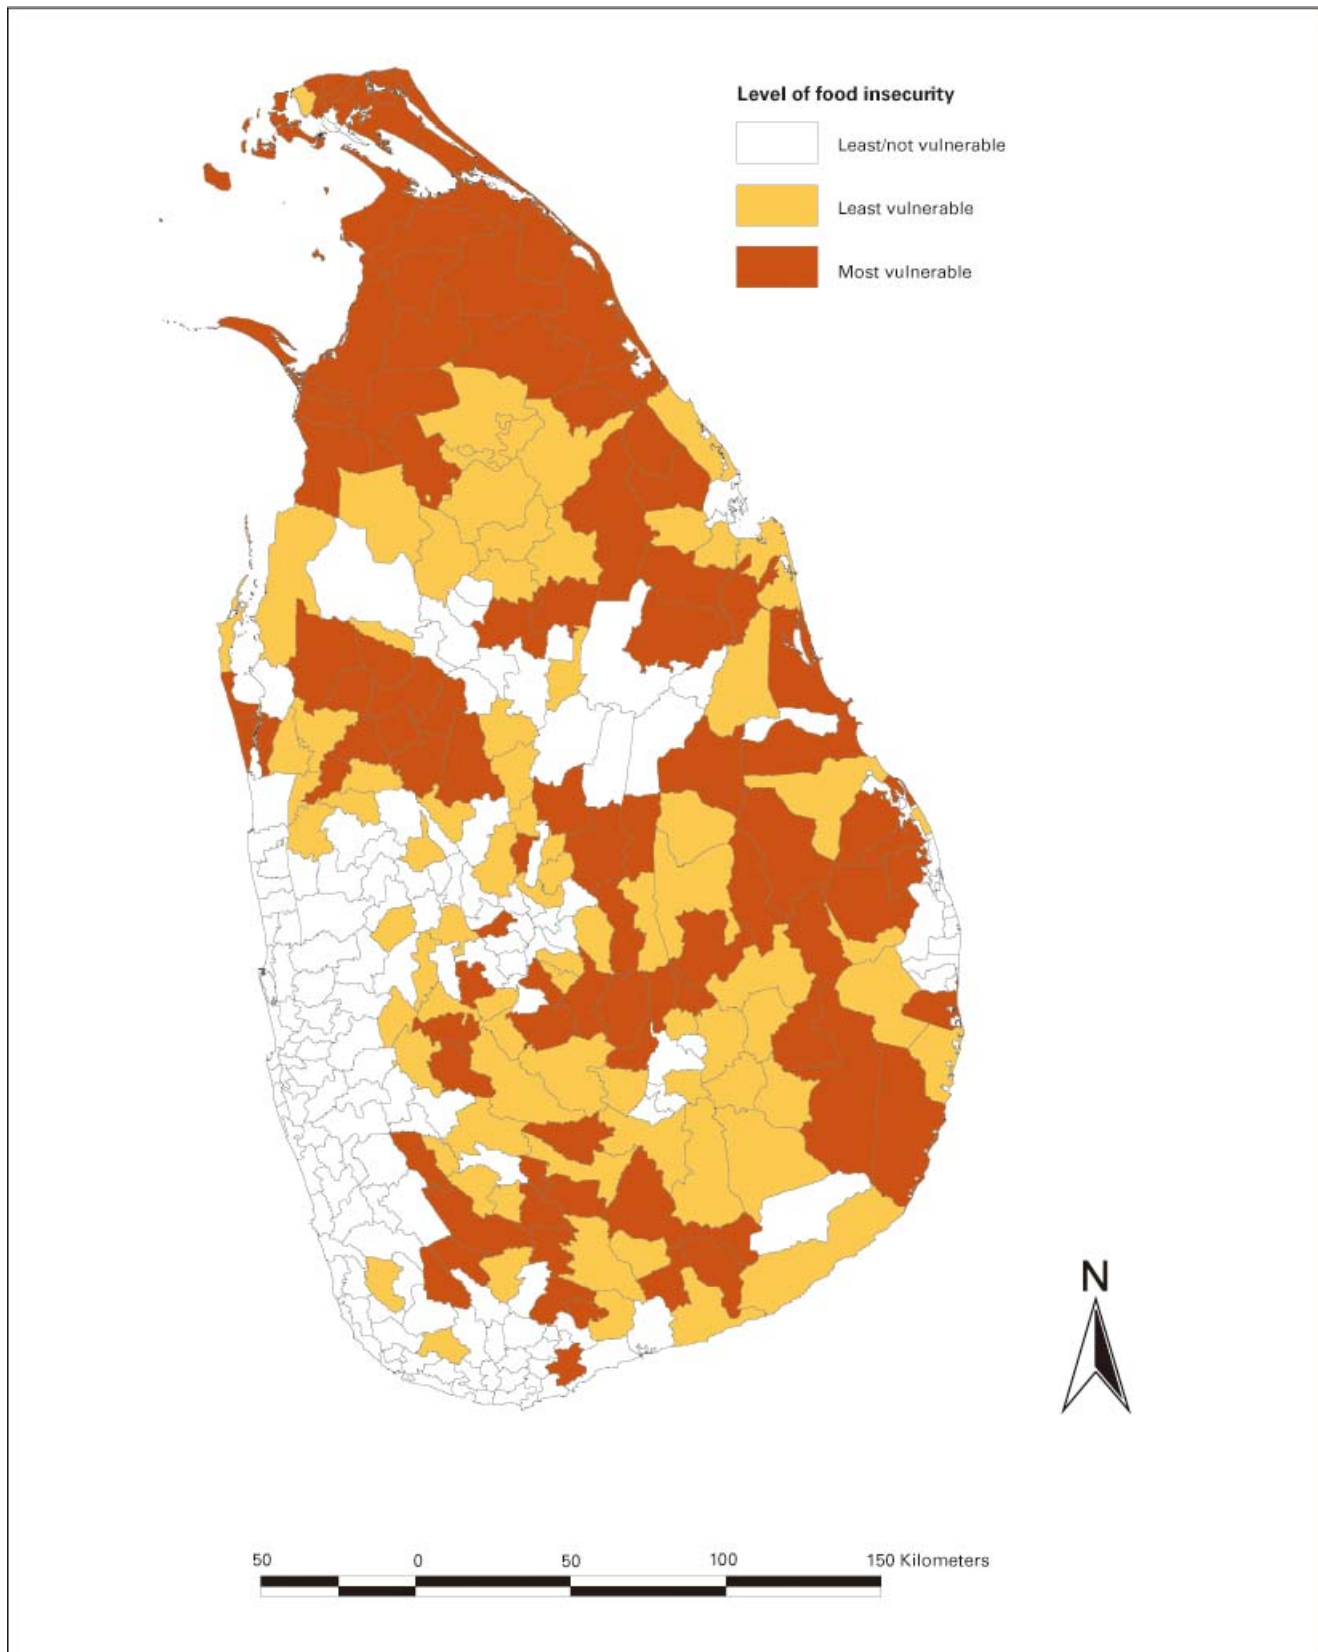 Level of food insecurity
Least/not vulnerable
Least vulnerable
Most vulnerable
N
50 0 50 100 150 Kilometers